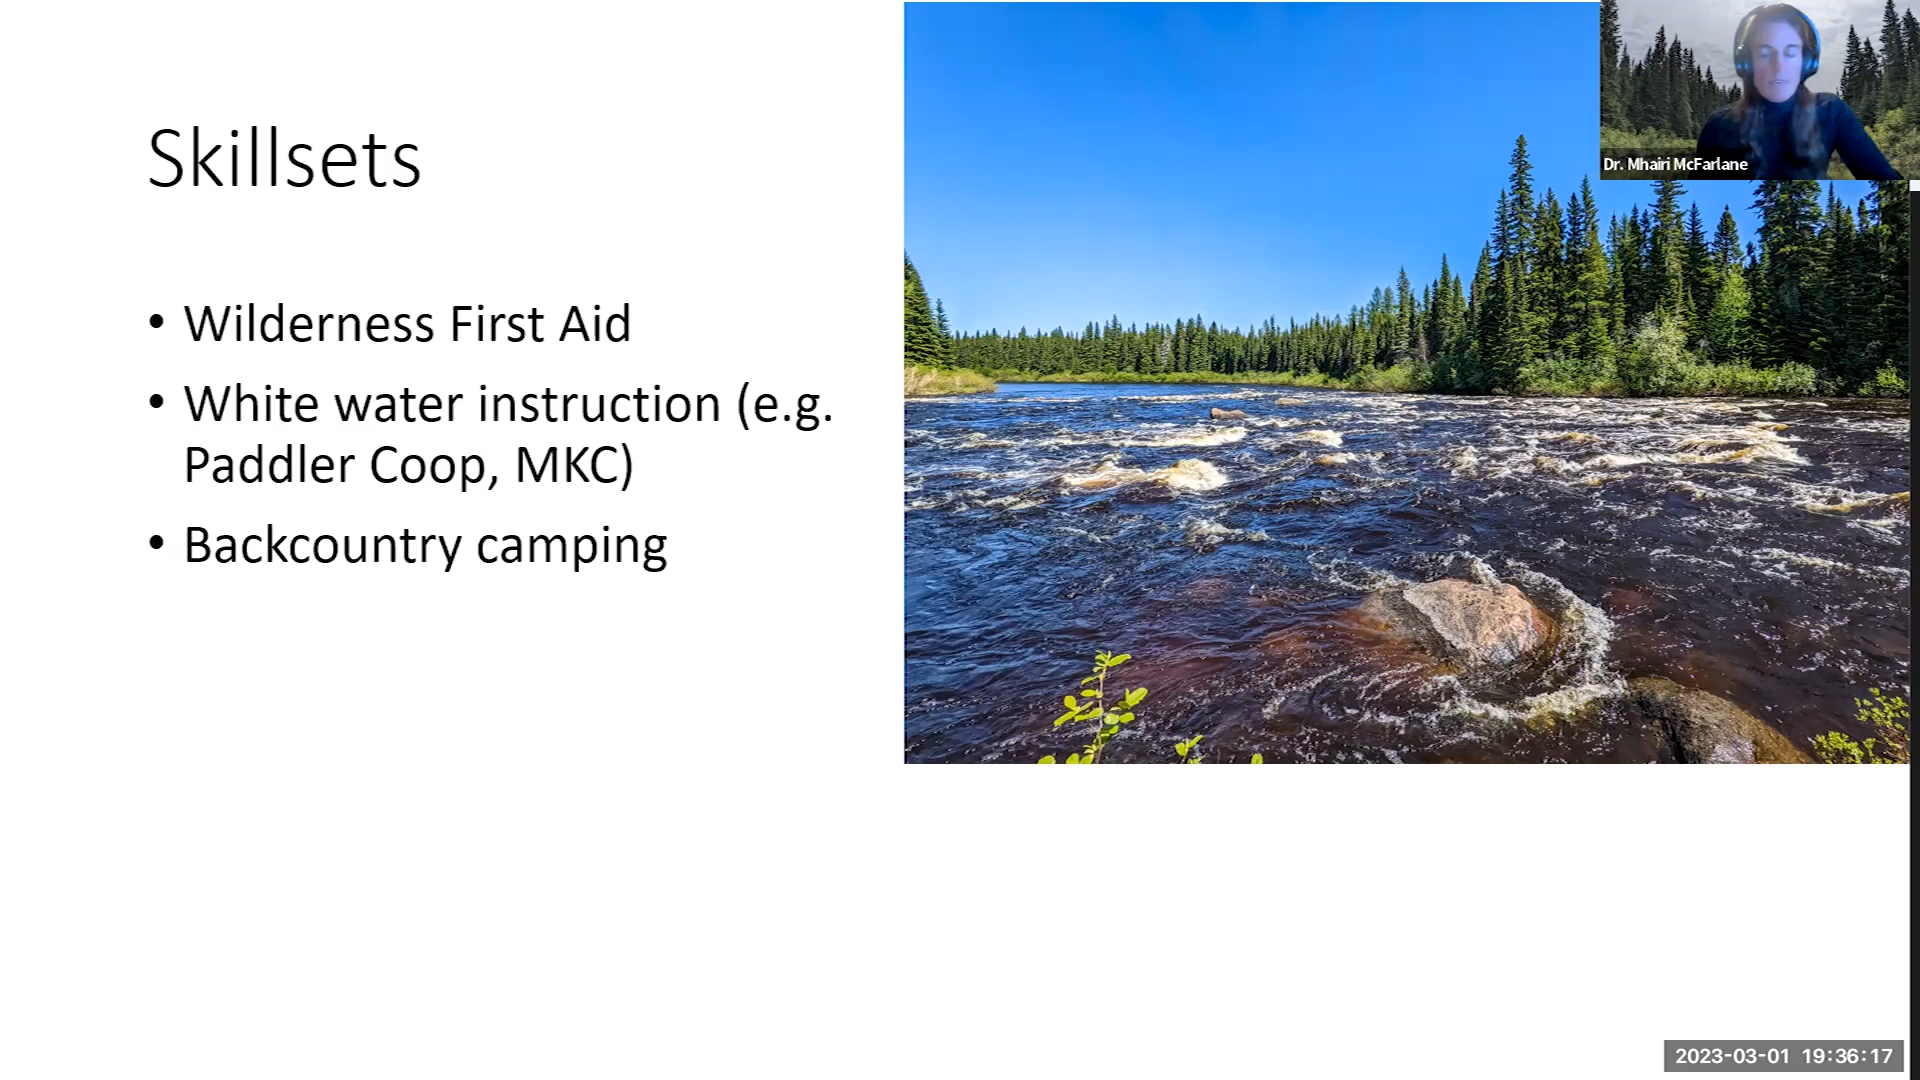 Skillsets
• Wilderness First Aid
• White water instruction (e.g.
Paddler Coop, MKC)
• Backcountry camping
Dr. Mhairi McFarlane
2023-03-01 19:36:17